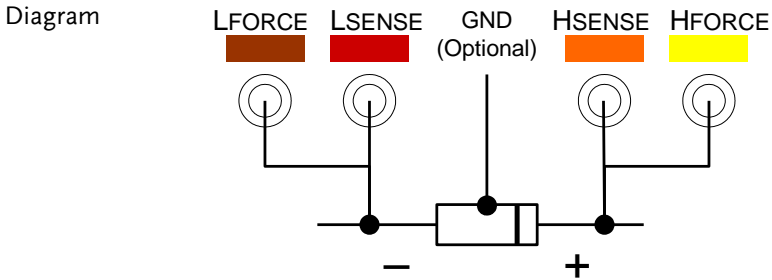 Diagram
LFORCE LSENSE GND (Optional) HSENSE HFORCE
– +